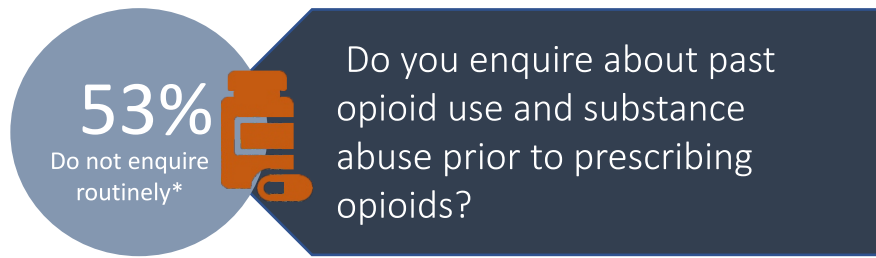 53%
Do not enquire
routinely*
Do you enquire about past
opioid use and substance
abuse prior to prescribing
opioids?